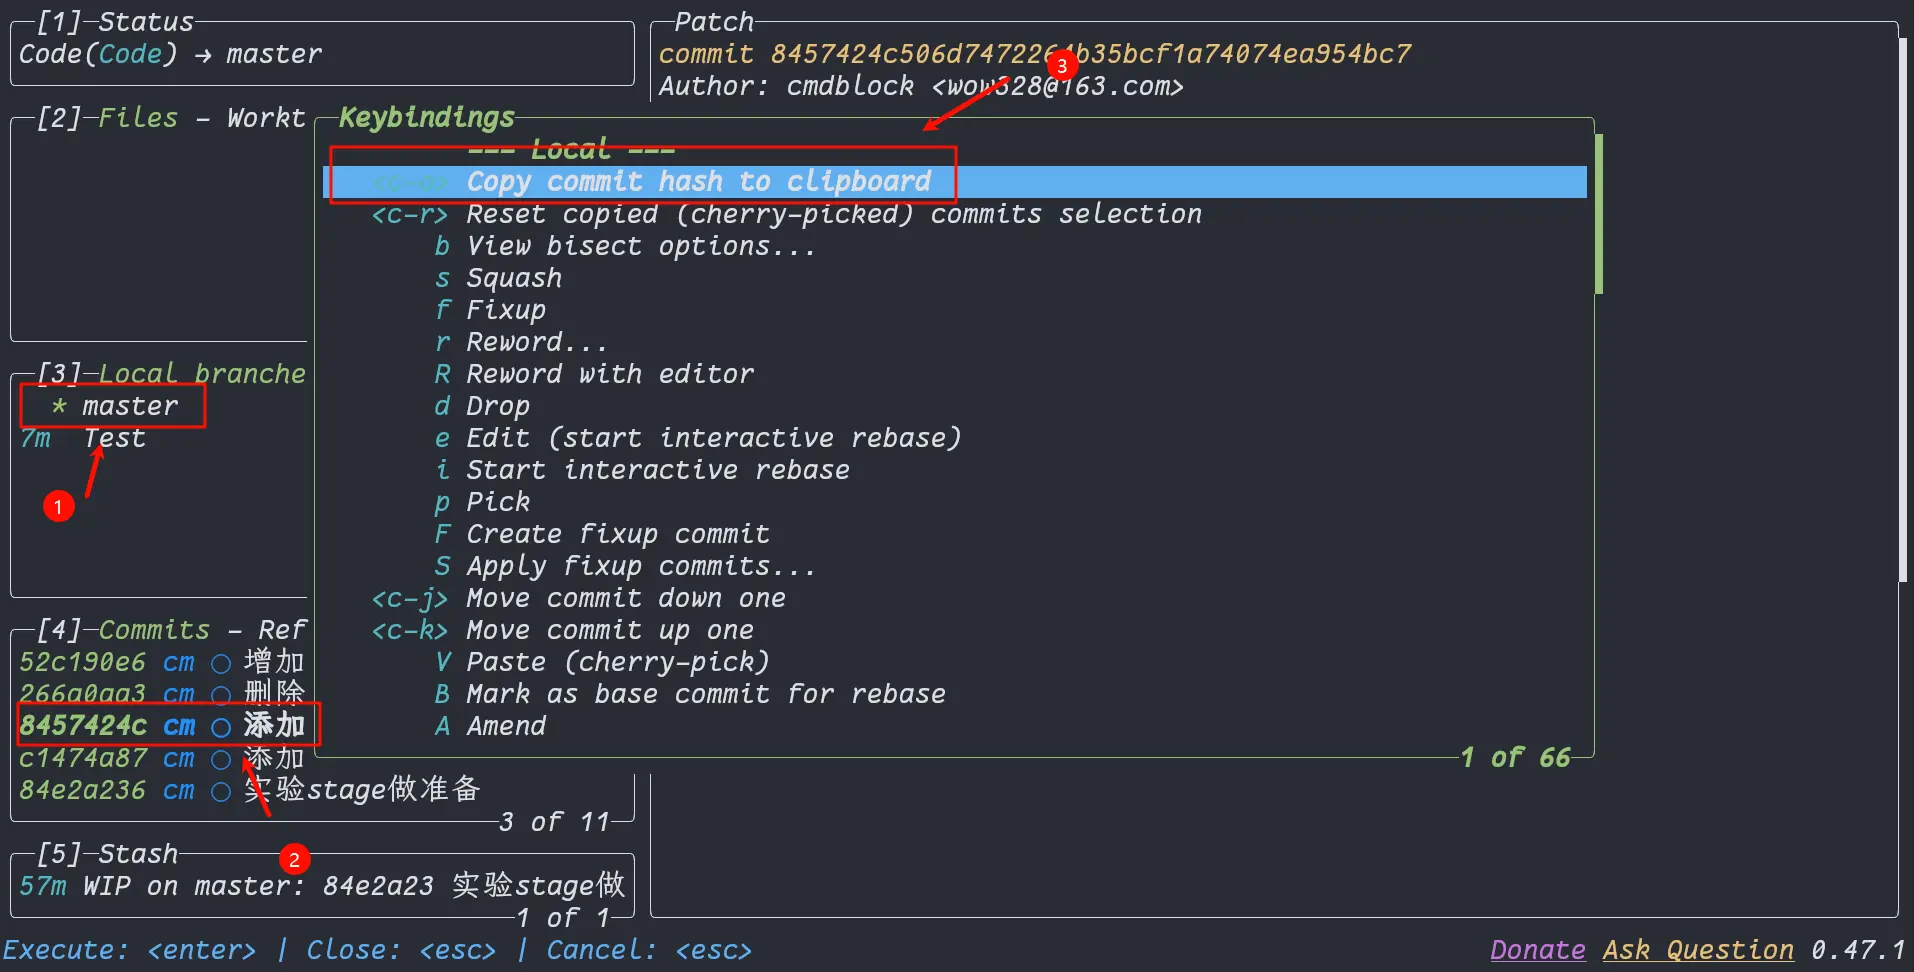 [1] Status
Code(Code) → master
[2] Files - Workt
[3] Local branche
* master
7m Test
1
[4] Commits - Ref
52c190e6 cm ○ 增加
266a0aa3 cm ○ 删除
8457424c cm ○ 添加
c1474a87 cm ○ 添加
84e2a236 cm ○ 实验stage做准备
3 of 11
2
[5] Stash
57m WIP on master: 84e2a23 实验stage做
1 of 1
Patch
commit 8457424c506d7472264b35bcf1a74074ea954bc7
3
Author: cmdblock <wow328@163.com>
Keybindings
--- Local ---
<c-o> Copy commit hash to clipboard
<c-r> Reset copied (cherry-picked) commits selection
b View bisect options...
s Squash
f Fixup
r Reword...
R Reword with editor
d Drop
e Edit (start interactive rebase)
i Start interactive rebase
p Pick
F Create fixup commit
S Apply fixup commits...
<c-j> Move commit down one
<c-k> Move commit up one
V Paste (cherry-pick)
B Mark as base commit for rebase
A Amend
1 of 66
Execute: <enter> | Close: <esc> | Cancel: <esc>
Donate Ask Question 0.47.1